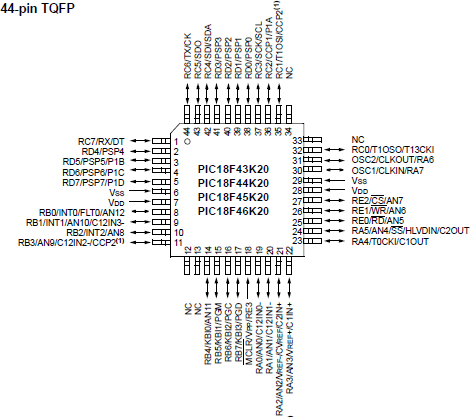 44-pin TQFP
RC6/TX/CK
RC5/SDO
RC4/SDI/SDA
RD3/PSP3
RD2/PSP2
RD1/PSP1
RD0/PSP0
RC3/SCK/SCL
RC2/CCP1/P1A
RC1/T1OSI/CCP2(1)
NC
44
43
42
41
40
39
38
37
36
35
34
RC7/RX/DT 1
RD4/PSP4 2
RD5/PSP5/P1B 3
RD6/PSP6/P1C 4
RD7/PSP7/P1D 5
VSS 6
VDD 7
RB0/INT0/FLT0/AN12 8
RB1/INT1/AN10/C12IN3- 9
RB2/INT2/AN8 10
RB3/AN9/C12IN2-/CCP2(1) 11
PIC18F43K20
PIC18F44K20
PIC18F45K20
PIC18F46K20
33 NC
32 RC0/T1OSO/T13CKI
31 OSC2/CLKOUT/RA6
30 OSC1/CLKIN/RA7
29 VSS
28 VDD
27 RE2/CS/AN7
26 RE1/WR/AN6
25 RE0/RD/AN5
24 RA5/AN4/SS/HLVDIN/C2OUT
23 RA4/T0CKI/C1OUT
12
13
14
15
16
17
18
19
20
21
22
NC
NC
RB4/KBI0/AN11
RB5/KBI1/PGM
RB6/KBI2/PGC
RB7/KBI3/PGD
MCLR/VPP/RE3
RA0/AN0/C12IN0-
RA1/AN1/C12IN1-
RA2/AN2/VREF-/CVREF/C2IN+
RA3/AN3/VREF+/C1IN+